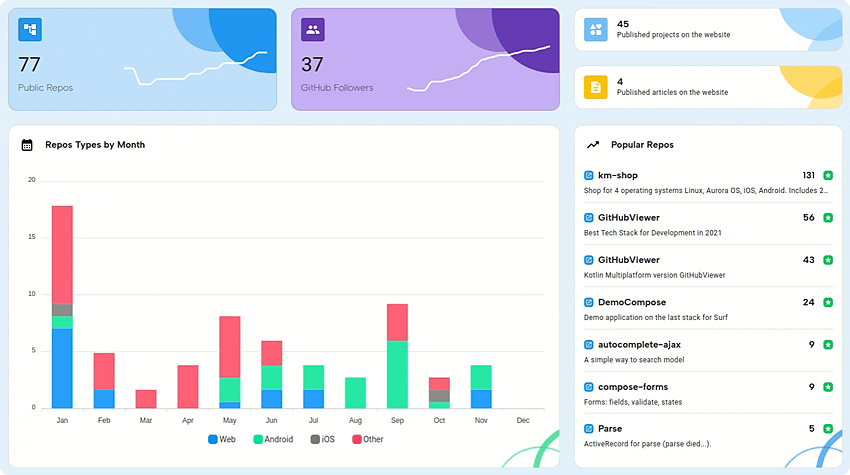 77
Public Repos
37
GitHub Followers
45
Published projects on the website
4
Published articles on the website
Repos Types by Month
20
15
10
5
0
Jan Feb Mar Apr May Jun Jul Aug Sep Oct Nov Dec
Web Android iOS Other
Popular Repos
km-shop 131
Shop for 4 operating systems Linux, Aurora OS, iOS, Android. Includes 2...
GitHubViewer 56
Best Tech Stack for Development in 2021
GitHubViewer 43
Kotlin Multiplatform version GitHubViewer
DemoCompose 24
Demo application on the last stack for Surf
autocomplete-ajax 9
A simple way to search model
compose-forms 9
Forms: fields, validate, states
Parse 5
ActiveRecord for parse (parse died...).